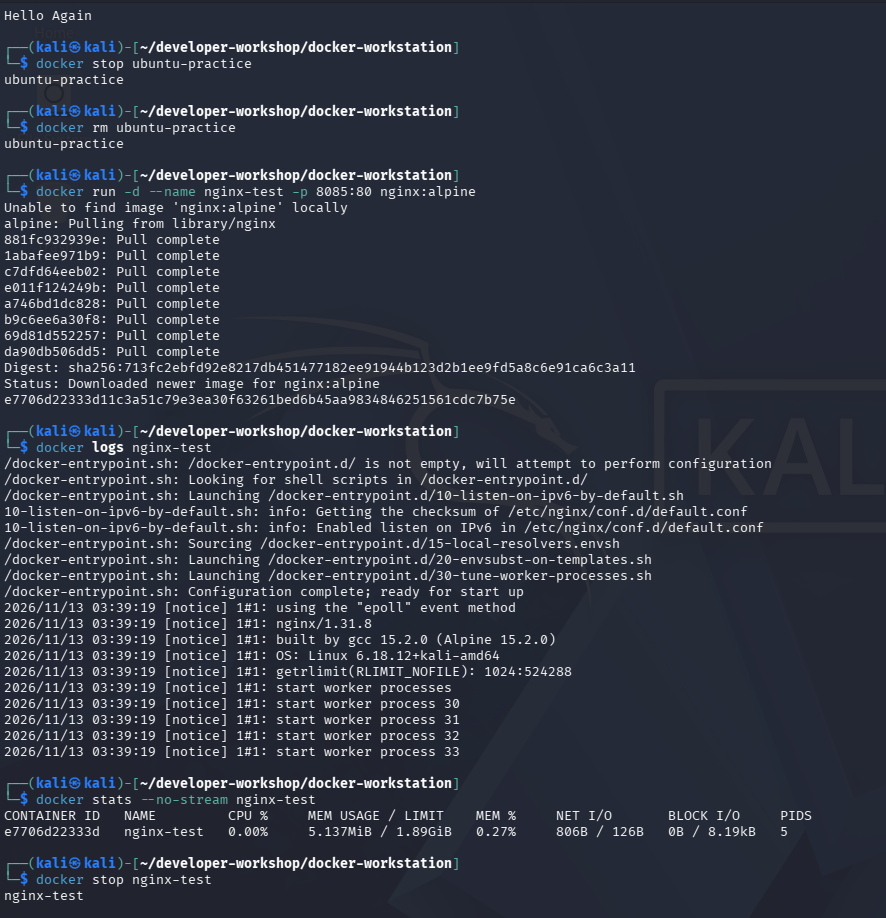 Hello Again
┌──(kali㉿kali)-[~/developer-workshop/docker-workstation]
└─$ docker stop ubuntu-practice
ubuntu-practice
┌──(kali㉿kali)-[~/developer-workshop/docker-workstation]
└─$ docker rm ubuntu-practice
ubuntu-practice
┌──(kali㉿kali)-[~/developer-workshop/docker-workstation]
└─$ docker run -d --name nginx-test -p 8085:80 nginx:alpine
Unable to find image 'nginx:alpine' locally
alpine: Pulling from library/nginx
881fc932939e: Pull complete
1abafee971b9: Pull complete
c7dfd64eeb02: Pull complete
e011f124249b: Pull complete
a746bd1dc828: Pull complete
b9c6ee6a30f8: Pull complete
69d81d552257: Pull complete
da90db506dd5: Pull complete
Digest: sha256:713fc2ebfd92e8217db451477182ee91944b123d2b1ee9fd5a8c6e91ca6c3a11
Status: Downloaded newer image for nginx:alpine
e7706d22333d11c3a51c79e3ea30f63261bed6b45aa9834846251561cdc7b75e
┌──(kali㉿kali)-[~/developer-workshop/docker-workstation]
└─$ docker logs nginx-test
/docker-entrypoint.sh: /docker-entrypoint.d/ is not empty, will attempt to perform configuration
/docker-entrypoint.sh: Looking for shell scripts in /docker-entrypoint.d/
/docker-entrypoint.sh: Launching /docker-entrypoint.d/10-listen-on-ipv6-by-default.sh
10-listen-on-ipv6-by-default.sh: info: Getting the checksum of /etc/nginx/conf.d/default.conf
10-listen-on-ipv6-by-default.sh: info: Enabled listen on IPv6 in /etc/nginx/conf.d/default.conf
/docker-entrypoint.sh: Sourcing /docker-entrypoint.d/15-local-resolvers.envsh
/docker-entrypoint.sh: Launching /docker-entrypoint.d/20-envsubst-on-templates.sh
/docker-entrypoint.sh: Launching /docker-entrypoint.d/30-tune-worker-processes.sh
/docker-entrypoint.sh: Configuration complete; ready for start up
2026/11/13 03:39:19 [notice] 1#1: using the "epoll" event method
2026/11/13 03:39:19 [notice] 1#1: nginx/1.31.8
2026/11/13 03:39:19 [notice] 1#1: built by gcc 15.2.0 (Alpine 15.2.0)
2026/11/13 03:39:19 [notice] 1#1: OS: Linux 6.18.12+kali-amd64
2026/11/13 03:39:19 [notice] 1#1: getrlimit(RLIMIT_NOFILE): 1024:524288
2026/11/13 03:39:19 [notice] 1#1: start worker processes
2026/11/13 03:39:19 [notice] 1#1: start worker process 30
2026/11/13 03:39:19 [notice] 1#1: start worker process 31
2026/11/13 03:39:19 [notice] 1#1: start worker process 32
2026/11/13 03:39:19 [notice] 1#1: start worker process 33
┌──(kali㉿kali)-[~/developer-workshop/docker-workstation]
└─$ docker stats --no-stream nginx-test
CONTAINER ID   NAME         CPU %     MEM USAGE / LIMIT    MEM %     NET I/O       BLOCK I/O     PIDS
e7706d22333d   nginx-test   0.00%     5.137MiB / 1.89GiB   0.27%     806B / 126B   0B / 8.19kB   5
┌──(kali㉿kali)-[~/developer-workshop/docker-workstation]
└─$ docker stop nginx-test
nginx-test
KAL